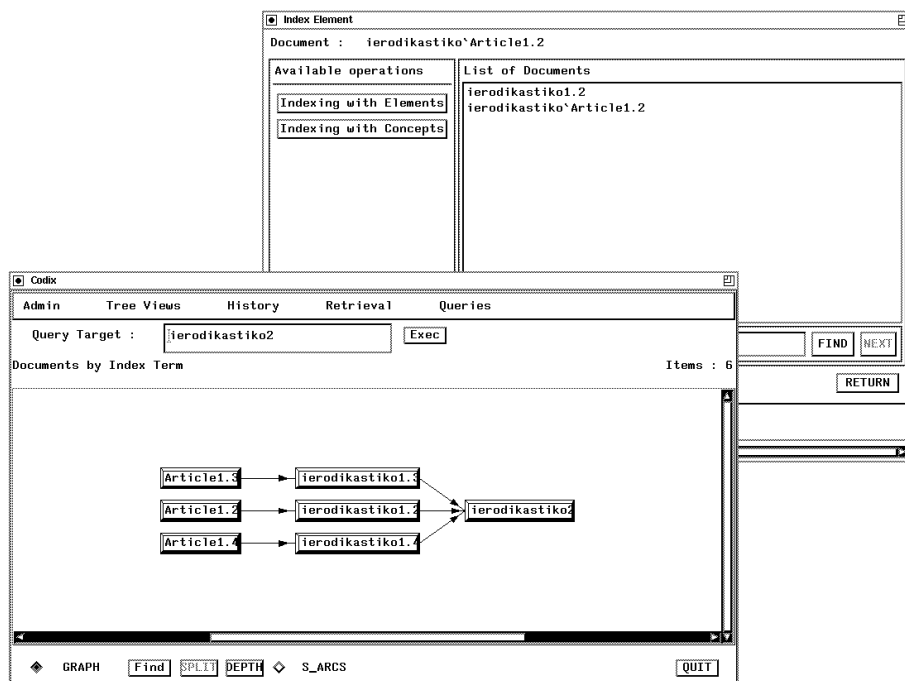 Index Element
Document : ierodikastiko`Article1.2
Available operations
List of Documents
Indexing with Elements
Indexing with Concepts
ierodikastiko1.2
ierodikastiko`Article1.2
FIND NEXT
RETURN
Codix
Admin Tree Views History Retrieval Queries
Query Target : ierodikastiko2 Exec
Documents by Index Term Items : 6
Article1.3 ierodikastiko1.3
Article1.2 ierodikastiko1.2 ierodikastiko2
Article1.4 ierodikastiko1.4
GRAPH Find SPLIT DEPTH S_ARCS QUIT